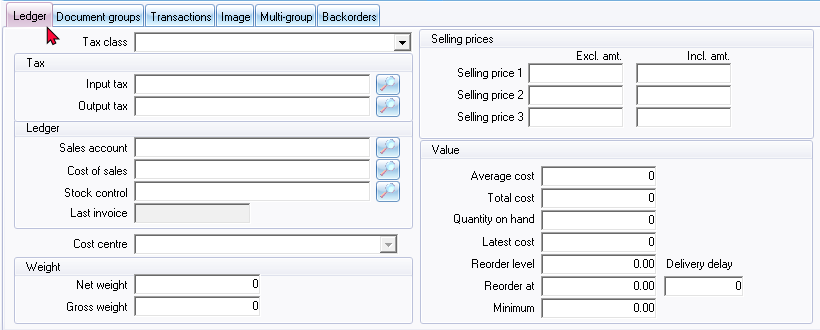 Ledger Document groups Transactions Image Multi-group Backorders
Tax class
Tax
Input tax
Output tax
Ledger
Sales account
Cost of sales
Stock control
Last invoice
Cost centre
Weight
Net weight 0
Gross weight 0
Selling prices
Excl. amt. Incl. amt.
Selling price 1
Selling price 2
Selling price 3
Value
Average cost 0
Total cost 0
Quantity on hand 0
Latest cost 0
Reorder level 0.00 Delivery delay
Reorder at 0.00 0
Minimum 0.00